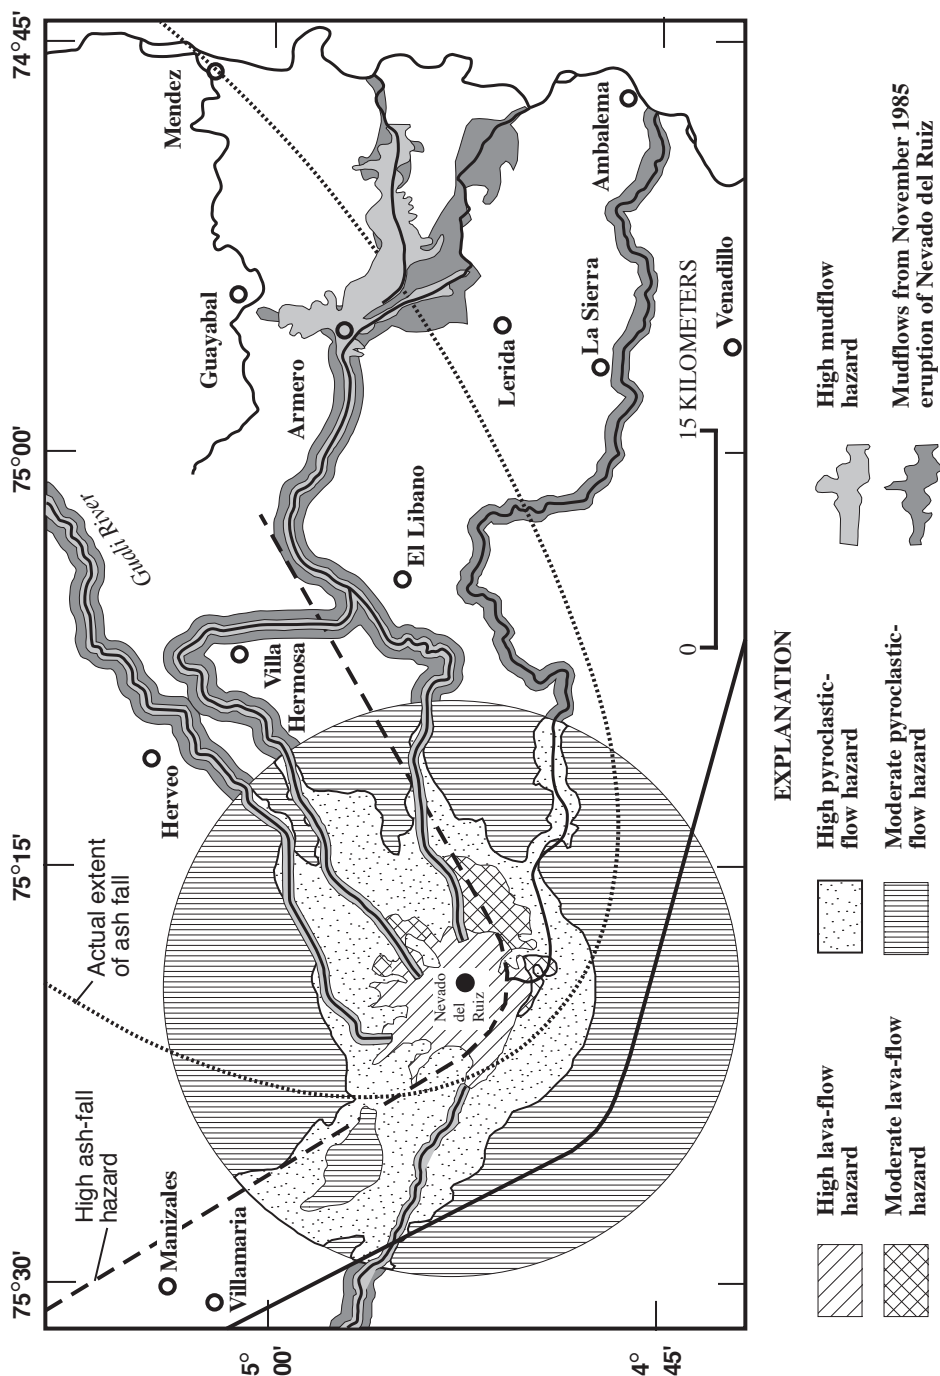 75°30'
75°15'
75°00'
74°45'
5°
00'
4°
45'
High ash-fall
hazard
Actual extent
of ash fall
Manizales
Villamaria
Herveo
Guali River
Villa
Hermosa
Nevado
del
Ruiz
El Libano
Armero
Guayabal
Mendez
Lerida
La Sierra
Ambalema
Venadillo
0
15 KILOMETERS
EXPLANATION
High lava-flow
hazard
Moderate lava-flow
hazard
High pyroclastic-
flow hazard
Moderate pyroclastic-
flow hazard
High mudflow
hazard
Mudflows from November 1985
eruption of Nevado del Ruiz